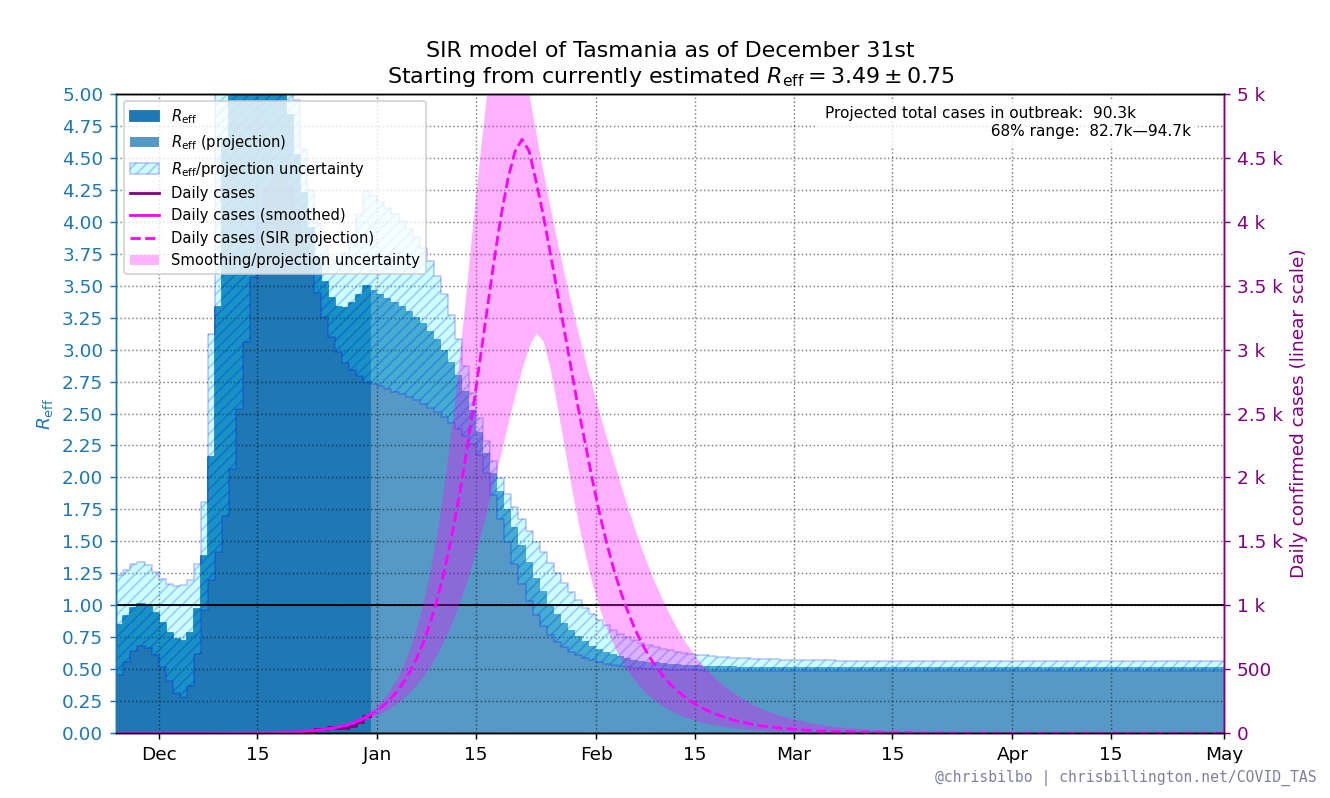 SIR model of Tasmania as of December 31st
Starting from currently estimated R_eff = 3.49 ± 0.75
Projected total cases in outbreak: 90.3k
68% range: 82.7k—94.7k
R_eff
R_eff (projection)
R_eff/projection uncertainty
Daily cases
Daily cases (smoothed)
Daily cases (SIR projection)
Smoothing/projection uncertainty
R_eff
5.00
4.75
4.50
4.25
4.00
3.75
3.50
3.25
3.00
2.75
2.50
2.25
2.00
1.75
1.50
1.25
1.00
0.75
0.50
0.25
0.00
5 k
4.5 k
4 k
3.5 k
3 k
2.5 k
2 k
1.5 k
1 k
500
0
Daily confirmed cases (linear scale)
Dec 15 Jan 15 Feb 15 Mar 15 Apr 15 May
@chrisbilbo | chrisbillington.net/COVID_TAS